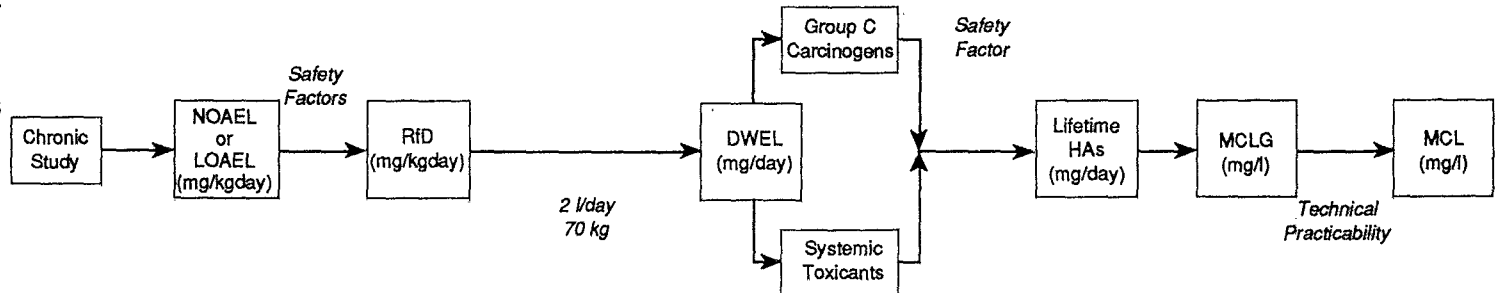 Chronic
Study
NOAEL
or
LOAEL
(mg/kgday)
Safety
Factors
RfD
(mg/kgday)
2 l/day
70 kg
DWEL
(mg/day)
Group C
Carcinogens
Systemic
Toxicants
Safety
Factor
Lifetime
HAs
(mg/day)
MCLG
(mg/l)
Technical
Practicability
MCL
(mg/l)